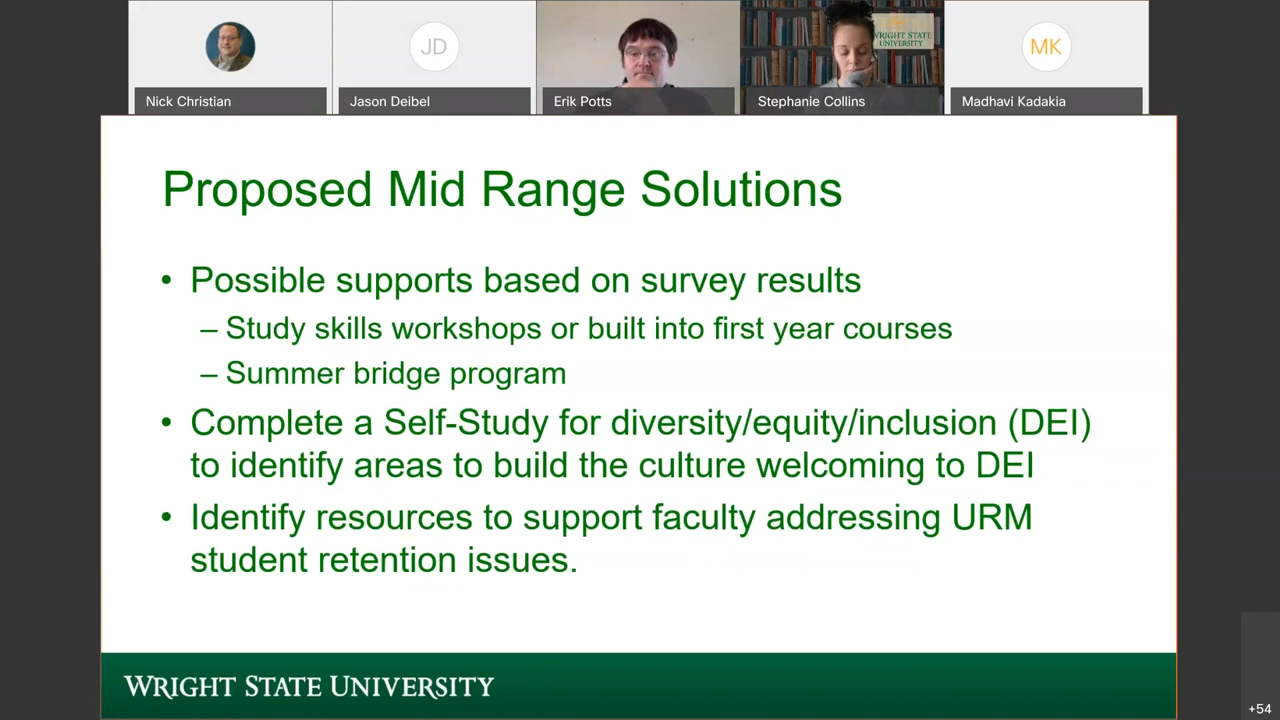 JD
WRIGHT STATE
UNIVERSITY
MK
Nick Christian
Jason Deibel
Erik Potts
Stephanie Collins
Madhavi Kadakia
Proposed Mid Range Solutions
• Possible supports based on survey results
– Study skills workshops or built into first year courses
– Summer bridge program
• Complete a Self-Study for diversity/equity/inclusion (DEI)
to identify areas to build the culture welcoming to DEI
• Identify resources to support faculty addressing URM
student retention issues.
WRIGHT STATE UNIVERSITY
+54